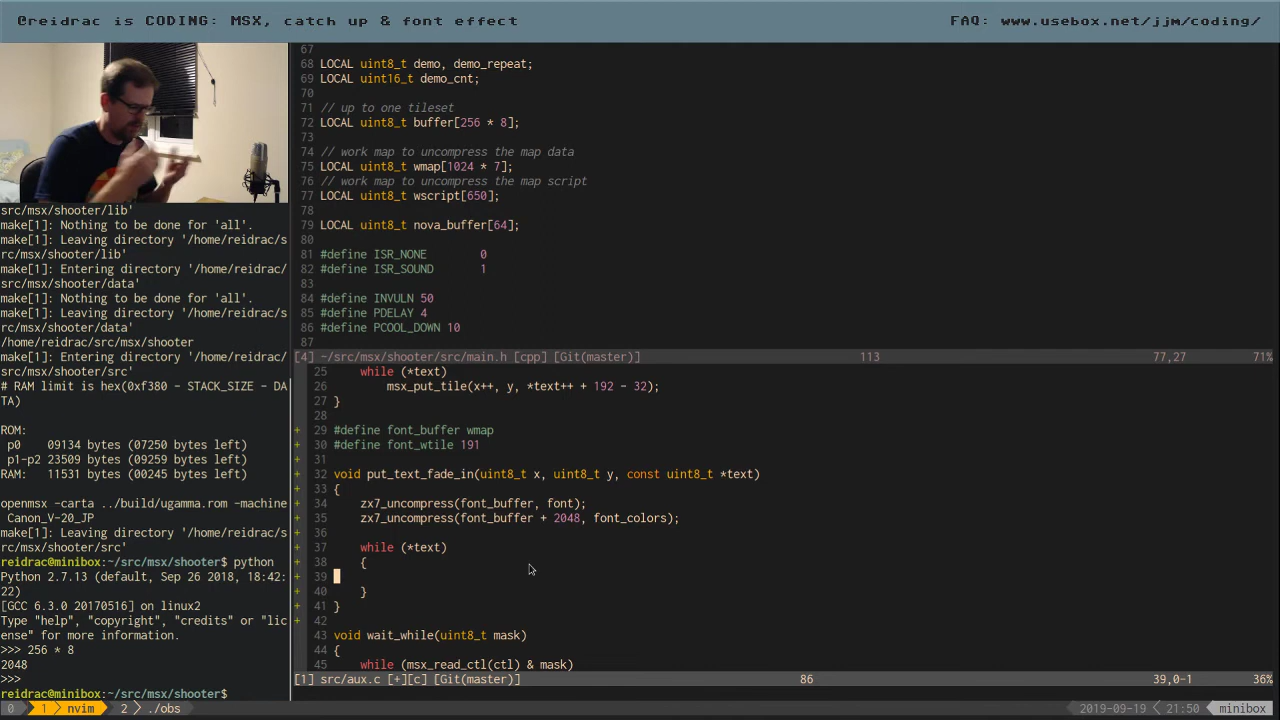 @reidrac is CODING: MSX, catch up & font effect
FAQ: www.usebox.net/jjm/coding/
src/msx/shooter/lib'
make[1]: Nothing to be done for 'all'.
make[1]: Leaving directory '/home/reidrac/s
rc/msx/shooter/lib'
make[1]: Entering directory '/home/reidrac/
src/msx/shooter/data'
make[1]: Nothing to be done for 'all'.
make[1]: Leaving directory '/home/reidrac/s
rc/msx/shooter/data'
/home/reidrac/src/msx/shooter
make[1]: Entering directory '/home/reidrac/
src/msx/shooter/src'
# RAM limit is hex(0xf380 - STACK_SIZE - DA
TA)
ROM:
p0 09134 bytes (07250 bytes left)
p1-p2 23509 bytes (09259 bytes left)
RAM: 11531 bytes (00245 bytes left)
openmsx -carta ../build/ugamma.rom -machine
Canon_V-20_JP
make[1]: Leaving directory '/home/reidrac/s
rc/msx/shooter/src'
reidrac@minibox:~/src/msx/shooter$ python
Python 2.7.13 (default, Sep 26 2018, 18:42:
22)
[GCC 6.3.0 20170516] on linux2
Type "help", "copyright", "credits" or "lic
ense" for more information.
>>> 256 * 8
2048
>>>
reidrac@minibox:~/src/msx/shooter$
67
68 LOCAL uint8_t demo, demo_repeat;
69 LOCAL uint16_t demo_cnt;
70
71 // up to one tileset
72 LOCAL uint8_t buffer[256 * 8];
73
74 // work map to uncompress the map data
75 LOCAL uint8_t wmap[1024 * 7];
76 // work map to uncompress the map script
77 LOCAL uint8_t wscript[650];
78
79 LOCAL uint8_t nova_buffer[64];
80
81 #define ISR_NONE 0
82 #define ISR_SOUND 1
83
84 #define INVULN 50
85 #define PDELAY 4
86 #define PCOOL_DOWN 10
87
[4] ~/src/msx/shooter/src/main.h [cpp] [Git(master)] 113 77,27 71%
25 while (*text)
26 msx_put_tile(x++, y, *text++ + 192 - 32);
27 }
28
+ 29 #define font_buffer wmap
+ 30 #define font_wtile 191
+ 31
+ 32 void put_text_fade_in(uint8_t x, uint8_t y, const uint8_t *text)
+ 33 {
+ 34 zx7_uncompress(font_buffer, font);
+ 35 zx7_uncompress(font_buffer + 2048, font_colors);
+ 36
+ 37 while (*text)
+ 38 {
+ 39
+ 40 }
+ 41 }
+ 42
43 void wait_while(uint8_t mask)
44 {
45 while (msx_read_ctl(ctl) & mask)
[1] src/aux.c [+][c] [Git(master)] 86 39,0-1 36%
0 1 nvim 2 ./obs 2019-09-19 21:50 minibox